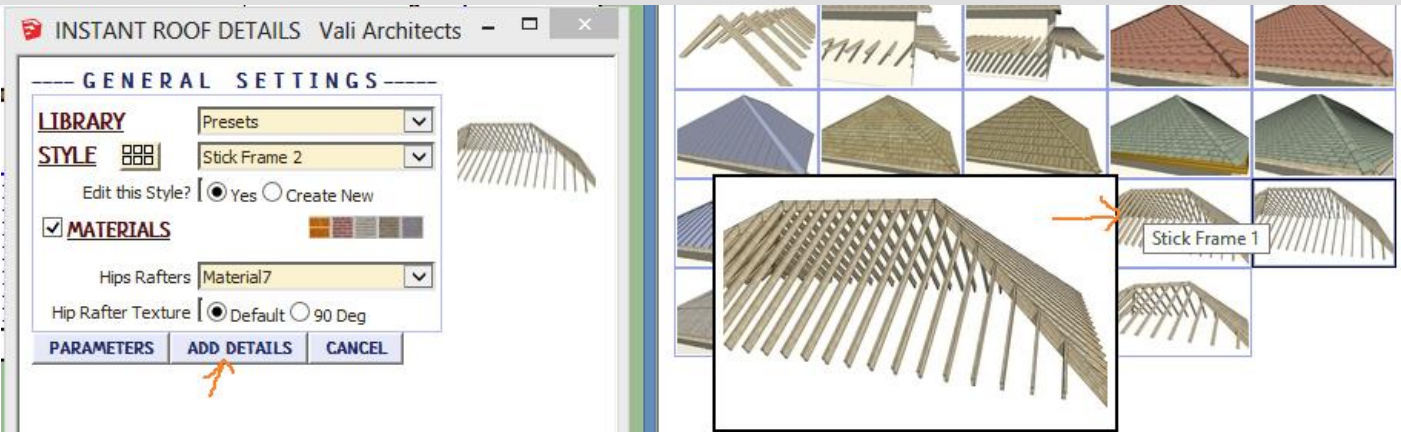 INSTANT ROOF DETAILS Vali Architects
---- GENERAL SETTINGS-----
LIBRARY Presets
STYLE Stick Frame 2
Edit this Style? Yes Create New
MATERIALS
Hips Rafters Material7
Hip Rafter Texture Default 90 Deg
PARAMETERS ADD DETAILS CANCEL
Stick Frame 1